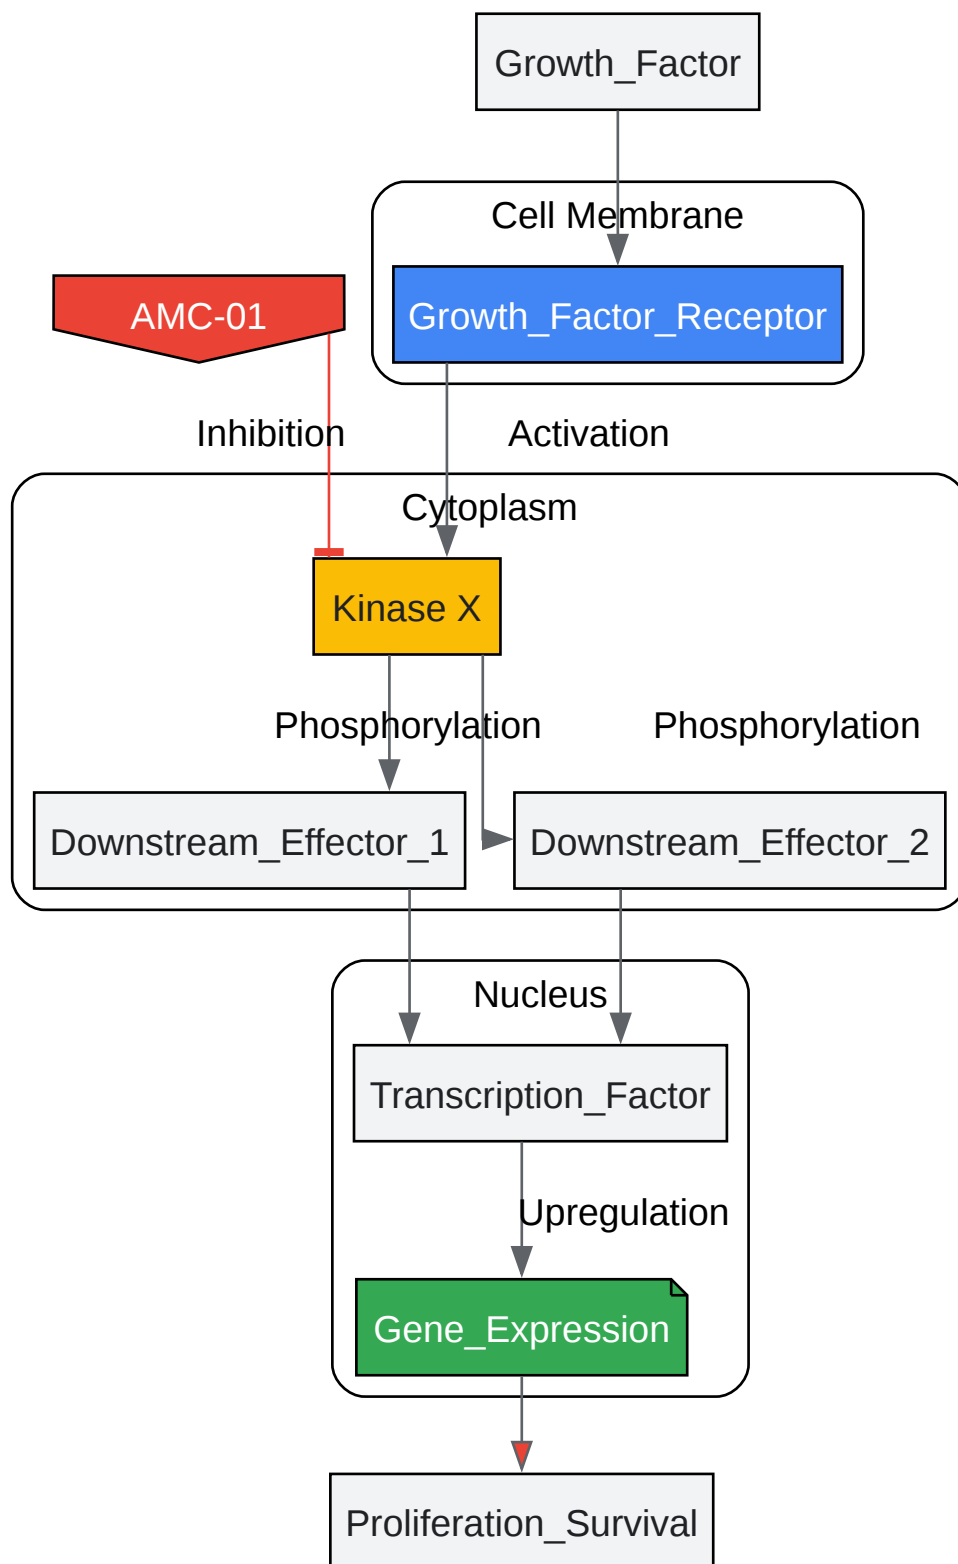 Growth_Factor
Cell Membrane
AMC-01
Growth_Factor_Receptor
Inhibition
Activation
Cytoplasm
Kinase X
Phosphorylation
Phosphorylation
Downstream_Effector_1
Downstream_Effector_2
Nucleus
Transcription_Factor
Upregulation
Gene_Expression
Proliferation_Survival